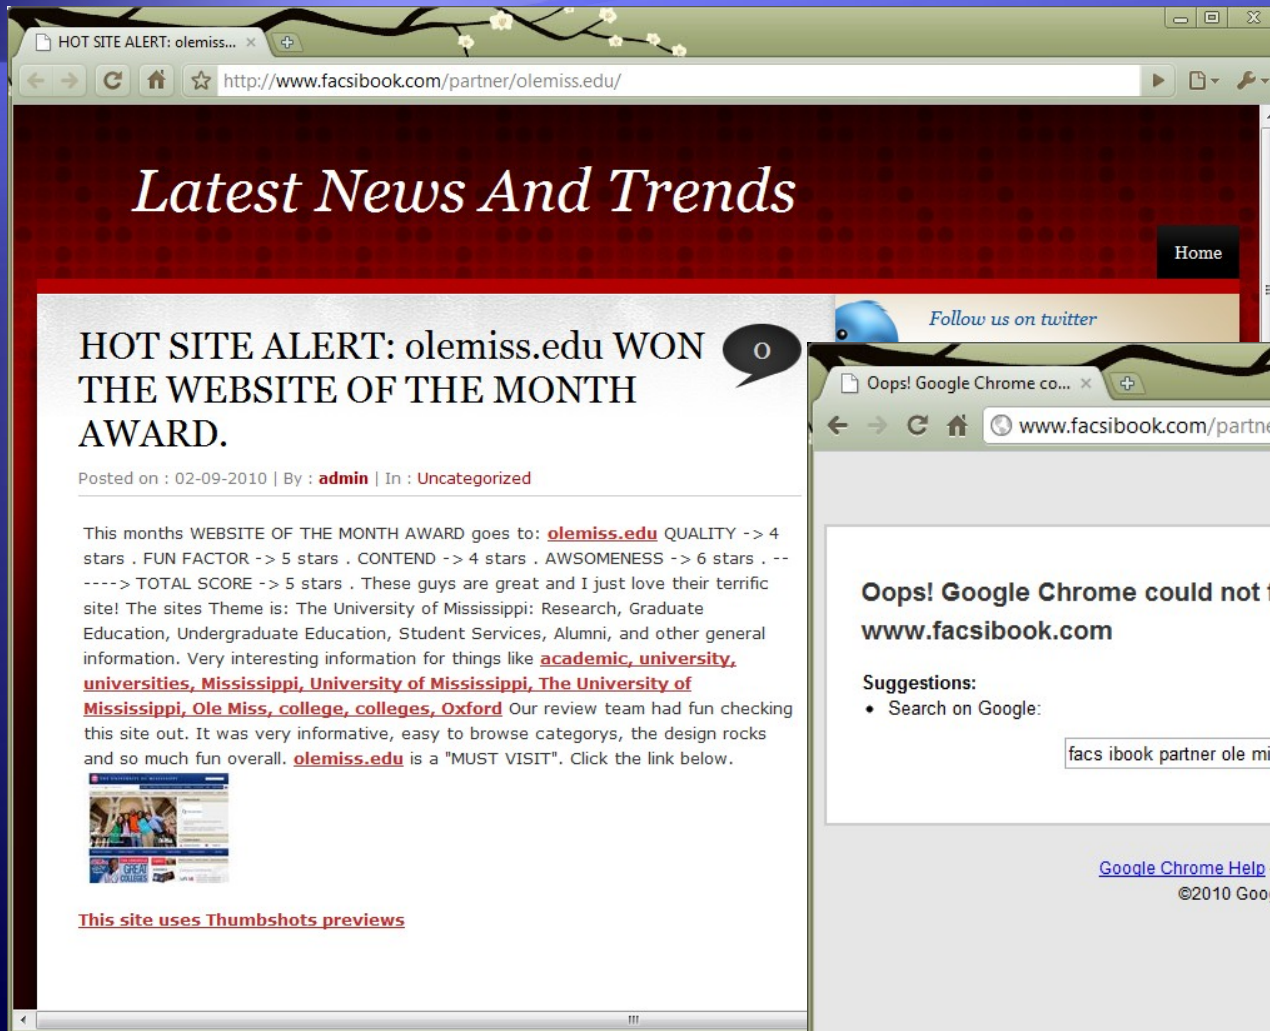 HOT SITE ALERT: olemiss...
http://www.facsibook.com/partner/olemiss.edu/
Latest News And Trends
Home
HOT SITE ALERT: olemiss.edu WON
THE WEBSITE OF THE MONTH
AWARD.
0
Posted on : 02-09-2010 | By : admin | In : Uncategorized
This months WEBSITE OF THE MONTH AWARD goes to: olemiss.edu QUALITY -> 4
stars . FUN FACTOR -> 5 stars . CONTEND -> 4 stars . AWSOMENESS -> 6 stars . --
----> TOTAL SCORE -> 5 stars . These guys are great and I just love their terrific
site! The sites Theme is: The University of Mississippi: Research, Graduate
Education, Undergraduate Education, Student Services, Alumni, and other general
information. Very interesting information for things like academic, university,
universities, Mississippi, University of Mississippi, The University of
Mississippi, Ole Miss, college, colleges, Oxford Our review team had fun checking
this site out. It was very informative, easy to browse categorys, the design rocks
and so much fun overall. olemiss.edu is a "MUST VISIT". Click the link below.
GREAT
COLLEGES
This site uses Thumbshots previews
Follow us on twitter
Oops! Google Chrome co...
www.facsibook.com/partne
Oops! Google Chrome could not f
www.facsibook.com
Suggestions:
• Search on Google:
facs ibook partner ole mi
Google Chrome Help
©2010 Goo